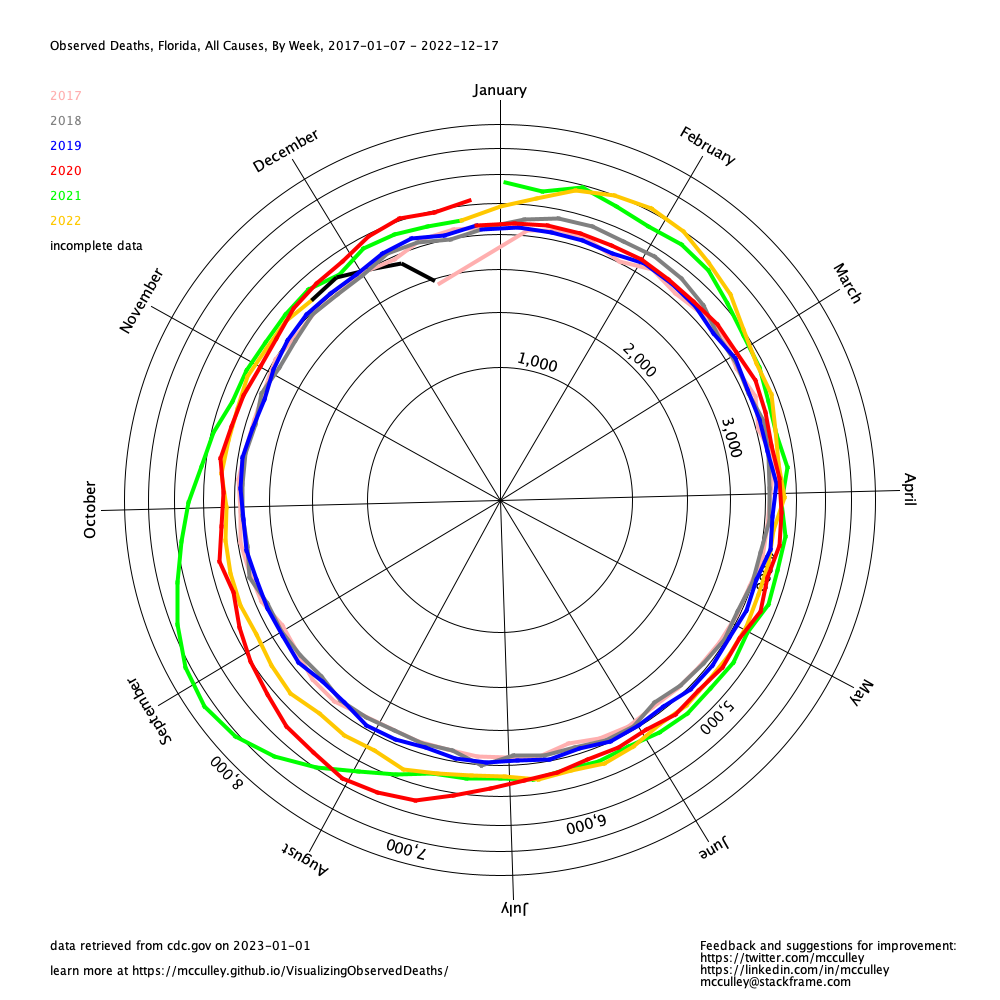 Observed Deaths, Florida, All Causes, By Week, 2017-01-07 - 2022-12-17
2017
2018
2019
2020
2021
2022
incomplete data
January
February
March
April
May
June
July
August
September
October
November
December
1,000
2,000
3,000
5,000
6,000
7,000
8,000
data retrieved from cdc.gov on 2023-01-01
learn more at https://mcculley.github.io/VisualizingObservedDeaths/
Feedback and suggestions for improvement:
https://twitter.com/mcculley
https://linkedin.com/in/mcculley
mcculley@stackframe.com